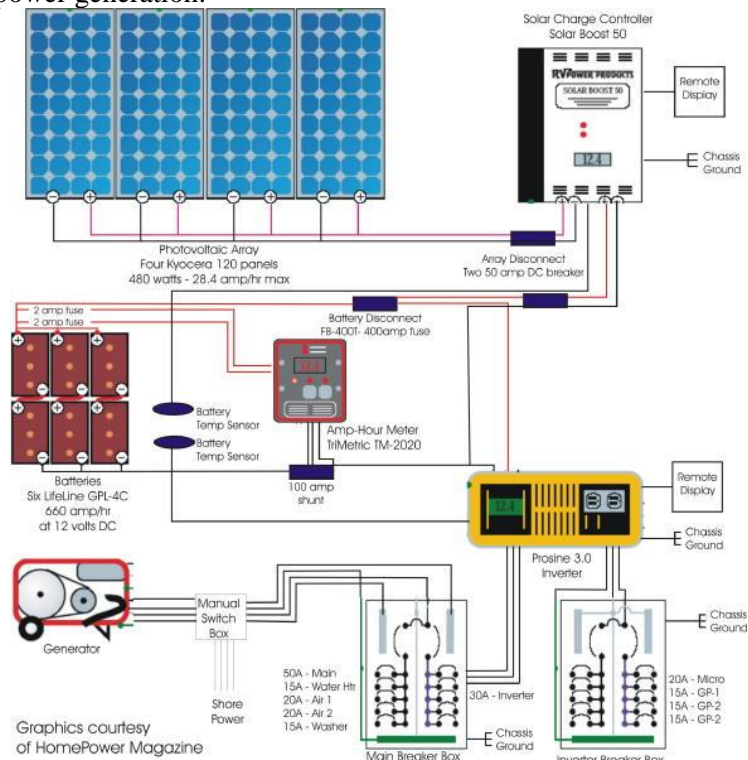 power generation.
Solar Charge Controller
Solar Boost 50
RVPOWER PRODUCTS
SOLAR BOOST 50
12.4
Remote
Display
Chassis
Ground
Photovoltaic Array
Four Kyocera 120 panels
480 watts - 28.4 amp/hr max
Array Disconnect
Two 50 amp DC breaker
2 amp fuse
2 amp fuse
Battery Disconnect
FB-400T- 400amp fuse
12.4
Battery
Temp Sensor
Battery
Temp Sensor
Amp-Hour Meter
TriMetric TM-2020
Batteries
Six LifeLine GPL-4C
660 amp/hr
at 12 volts DC
100 amp
shunt
12.4
Remote
Display
Chassis
Ground
Prosine 3.0
Inverter
Generator
Manual
Switch
Box
Shore
Power
50A - Main
15A - Water Htr
20A - Air 1
20A - Air 2
15A - Washer
30A - Inverter
Chassis
Ground
20A - Micro
15A - GP-1
15A - GP-2
15A - GP-2
Chassis
Ground
Main Breaker Box
Inverter Breaker Box
Graphics courtesy
of HomePower Magazine